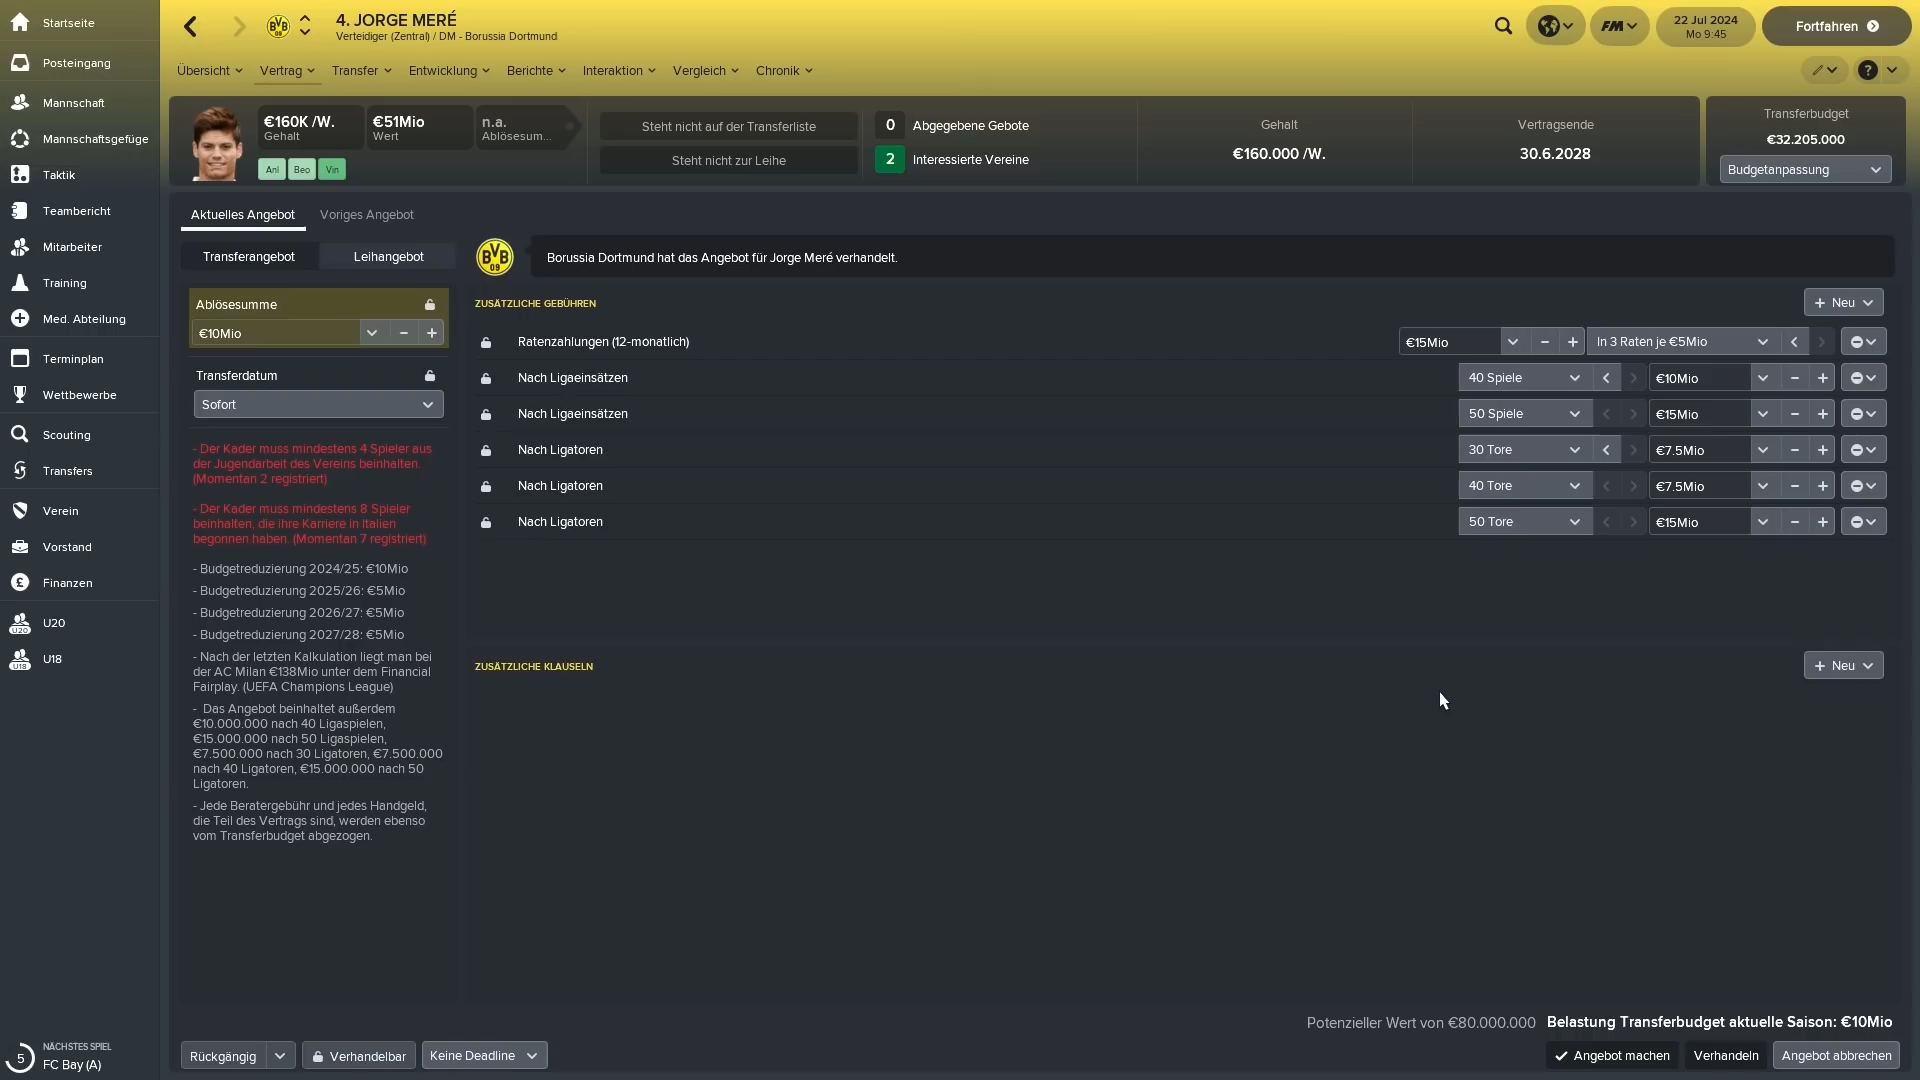 Startseite
Posteingang
Mannschaft
Mannschaftsgefüge
Taktik
Teambericht
Mitarbeiter
Training
Med. Abteilung
Terminplan
Wettbewerbe
Scouting
Transfers
Verein
Vorstand
Finanzen
U20
U20
U18
U18
5
NÄCHSTES SPIEL
FC Bay (A)
BVB 09
4. JORGE MERÉ
Verteidiger (Zentral) / DM - Borussia Dortmund
FM
22 Jul 2024
Mo 9:45
Fortfahren
Übersicht
Vertrag
Transfer
Entwicklung
Berichte
Interaktion
Vergleich
Chronik
?
€160K /W.
Gehalt
€51Mio
Wert
n.a.
Ablösesum...
Anl
Beo
Vin
Steht nicht auf der Transferliste
Steht nicht zur Leihe
0 Abgegebene Gebote
2 Interessierte Vereine
Gehalt
€160.000 /W.
Vertragsende
30.6.2028
Transferbudget
€32.205.000
Budgetanpassung
Aktuelles Angebot
Voriges Angebot
Transferangebot
Leihangebot
Ablösesumme
€10Mio
Transferdatum
Sofort
- Der Kader muss mindestens 4 Spieler aus
der Jugendarbeit des Vereins beinhalten.
(Momentan 2 registriert)
- Der Kader muss mindestens 8 Spieler
beinhalten, die ihre Karriere in Italien
begonnen haben. (Momentan 7 registriert)
- Budgetreduzierung 2024/25: €10Mio
- Budgetreduzierung 2025/26: €5Mio
- Budgetreduzierung 2026/27: €5Mio
- Budgetreduzierung 2027/28: €5Mio
- Nach der letzten Kalkulation liegt man bei
der AC Milan €138Mio unter dem Financial
Fairplay. (UEFA Champions League)
- Das Angebot beinhaltet außerdem
€10.000.000 nach 40 Ligaspielen,
€15.000.000 nach 50 Ligaspielen,
€7.500.000 nach 30 Ligatoren, €7.500.000
nach 40 Ligatoren, €15.000.000 nach 50
Ligatoren.
- Jede Beratergebühr und jedes Handgeld,
die Teil des Vertrags sind, werden ebenso
vom Transferbudget abgezogen.
BVB 09
Borussia Dortmund hat das Angebot für Jorge Meré verhandelt.
ZUSÄTZLICHE GEBÜHREN
+ Neu
Ratenzahlungen (12-monatlich) €15Mio In 3 Raten je €5Mio
Nach Ligaeinsätzen 40 Spiele €10Mio
Nach Ligaeinsätzen 50 Spiele €15Mio
Nach Ligatoren 30 Tore €7.5Mio
Nach Ligatoren 40 Tore €7.5Mio
Nach Ligatoren 50 Tore €15Mio
ZUSÄTZLICHE KLAUSELN
+ Neu
Potenzieller Wert von €80.000.000 Belastung Transferbudget aktuelle Saison: €10Mio
Rückgängig
Verhandelbar
Keine Deadline
Angebot machen
Verhandeln
Angebot abbrechen